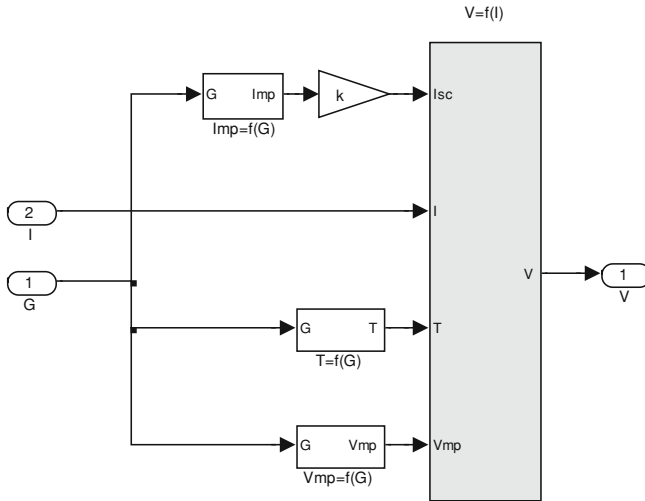 V=f(I)
G Imp
k
Isc
Imp=f(G)
2
I
I
1
G
V
1
V
G T
T
T=f(G)
G Vmp
Vmp
Vmp=f(G)